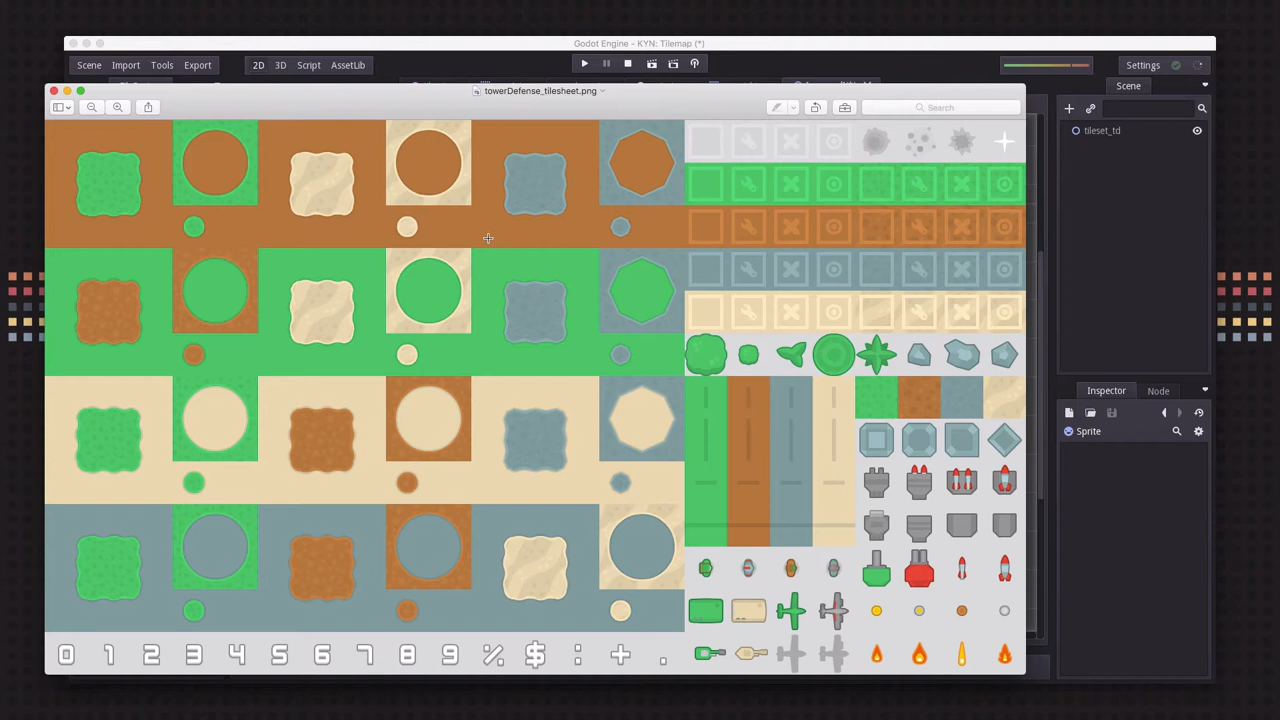 Godot Engine - KYN: Tilemap (*)
Scene Import Tools Export 2D 3D Script AssetLib Settings
towerDefense_tilesheet.png
Search
Scene
tileset_td
Inspector Node
Sprite
0 1 2 3 4 5 6 7 8 9 % $ : + .